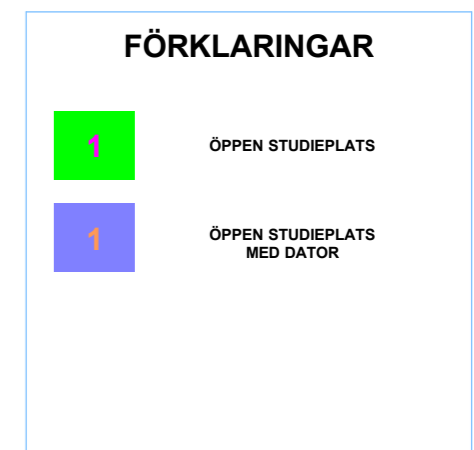 FÖRKLARINGAR
1
ÖPPEN STUDIEPLATS
1
ÖPPEN STUDIEPLATS
MED DATOR